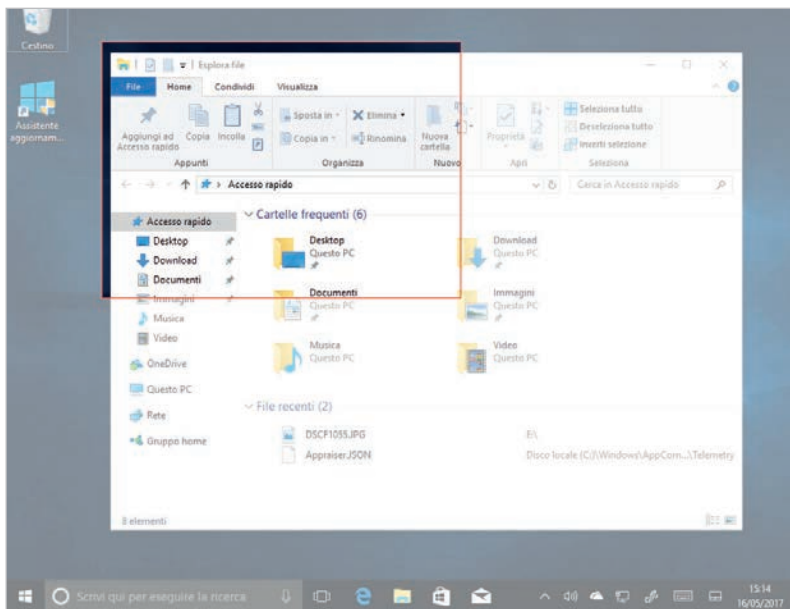 Cestino
Assistente
aggiornam...
Esplora file
File Home Condividi Visualizza
Aggiungi ad
Accesso rapido
Copia
Incolla
Appunti
Sposta in
Copia in
Elimina
Rinomina
Organizza
Nuova
cartella
Nuovo
Proprietà
Apri
Seleziona tutto
Deseleziona tutto
Inverti selezione
Seleziona
Accesso rapido
Cerca in Accesso rapido
Accesso rapido
Desktop
Download
Documenti
Immagini
Musica
Video
OneDrive
Questo PC
Rete
Gruppo home
Cartelle frequenti (6)
Desktop
Questo PC
Download
Questo PC
Documenti
Questo PC
Immagini
Questo PC
Musica
Questo PC
Video
Questo PC
File recenti (2)
DSCF1055.JPG E:\
Appraiser.JSON Disco locale (C:)\Windows\AppCom...\Telemetry
8 elementi
Scrivi qui per eseguire la ricerca
15:14
16/05/2017